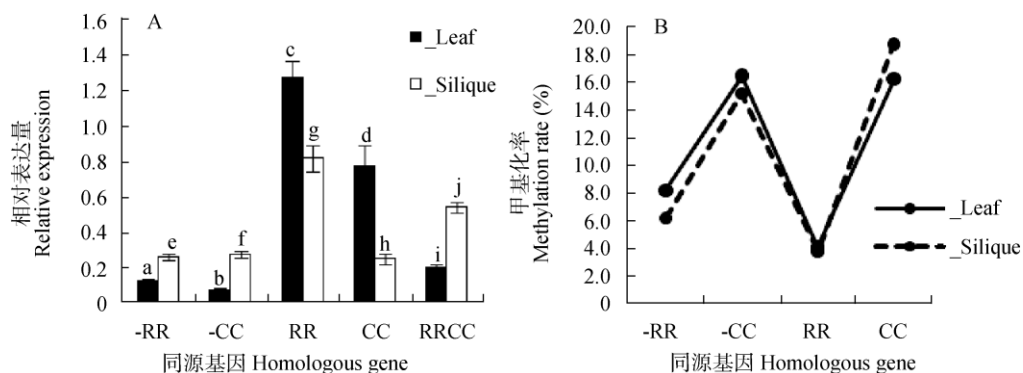 A
相对表达量
Relative expression
1.6
1.4
1.2
1.0
0.8
0.6
0.4
0.2
0
_Leaf
_Silique
a
e
b
f
c
g
d
h
i
j
-RR
-CC
RR
CC
RRCC
同源基因 Homologous gene
B
甲基化率
Methylation rate (%)
20.0
18.0
16.0
14.0
12.0
10.0
8.0
6.0
4.0
2.0
_Leaf
_Silique
-RR
-CC
RR
CC
同源基因 Homologous gene